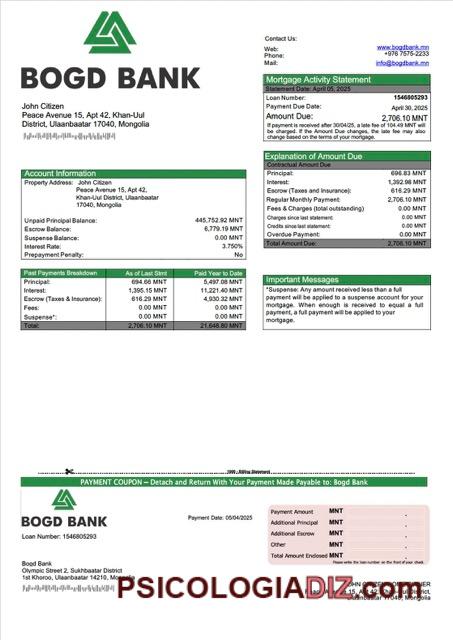 BOGD BANK
Contact Us:
Web: www.bogdbank.mn
Phone: +976 7575-2233
Mail: info@bogdbank.mn
Mortgage Activity Statement
Statement Date: April 05, 2025
Loan Number: 1546805293
Payment Due Date: April 30, 2025
Amount Due: 2,706.10 MNT
If payment is received after 30/04/25, a late fee of 104.49 MNT will
be charged. If the Amount Due changes, the late fee may also
change based on the terms of your mortgage.
John Citizen
Peace Avenue 15, Apt 42, Khan-Uul
District, Ulaanbaatar 17040, Mongolia
Explanation of Amount Due
Contractual Amount Due
Principal: 696.83 MNT
Interest: 1,392.98 MNT
Escrow (Taxes and Insurance): 616.29 MNT
Regular Monthly Payment: 2,706.10 MNT
Fees & Charges (total outstanding) 0.00 MNT
Charges since last statement: 0.00 MNT
Credits since last statement: 0.00 MNT
Overdue Payment: 0.00 MNT
Total Amount Due: 2,706.10 MNT
Account Information
Property Address: John Citizen
Peace Avenue 15, Apt 42,
Khan-Uul District, Ulaanbaatar
17040, Mongolia
Unpaid Principal Balance: 445,752.92 MNT
Escrow Balance: 6,779.19 MNT
Suspense Balance: 0.00 MNT
Interest Rate: 3.750%
Prepayment Penalty: No
Past Payments Breakdown As of Last Stmt Paid Year to Date
Principal: 694.66 MNT 5,497.08 MNT
Interest: 1,395.15 MNT 11,221.40 MNT
Escrow (Taxes & Insurance): 616.29 MNT 4,930.32 MNT
Fees: 0.00 MNT 0.00 MNT
Suspense*: 0.00 MNT 0.00 MNT
Total: 2,706.10 MNT 21,648.80 MNT
Important Messages
*Suspense: Any amount received less than a full
payment will be applied to a suspense account for your
mortgage. When enough is received to equal a full
payment, a full payment will be applied to your
mortgage.
Billing Statement
PAYMENT COUPON – Detach and Return With Your Payment Made Payable to: Bogd Bank
BOGD BANK
Loan Number: 1546805293
Payment Date: 05/04/2025
Payment Amount MNT .
Additional Principal MNT .
Additional Escrow MNT .
Other MNT .
Total Amount Enclosed MNT .
Please write the loan number on the front of your check.
Bogd Bank
Olympic Street 2, Sukhbaatar District
1st Khoroo, Ulaanbaatar 14210, Mongolia
PSICOLOGIADIZ.com